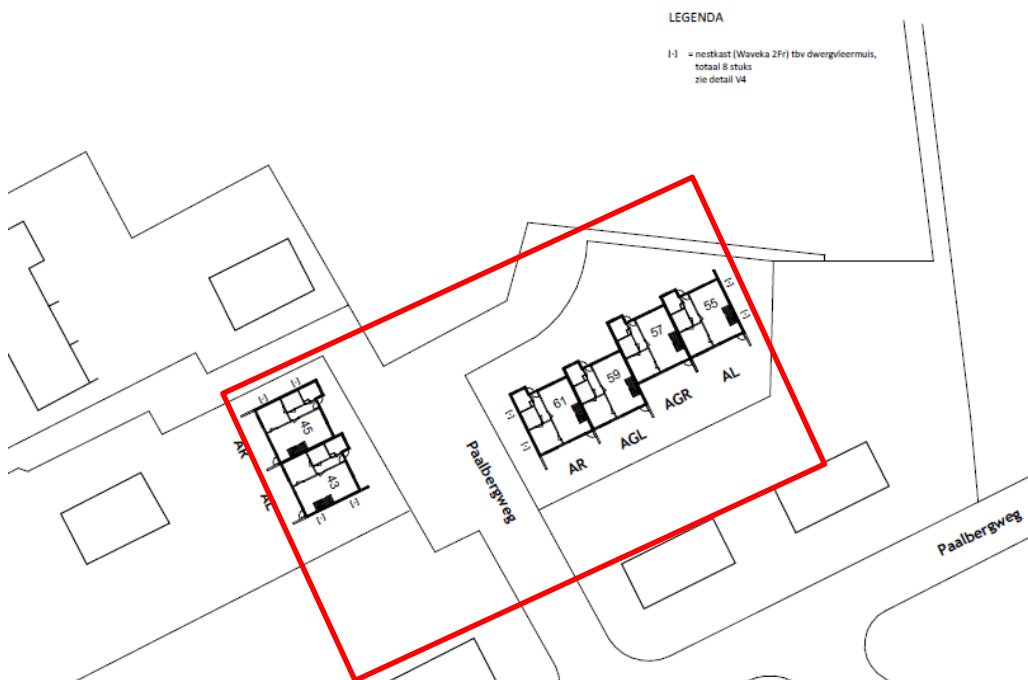 LEGENDA
[-] = nestkast (Waveka 2Fr) tbv dwergvleermuis,
totaal 8 stuks
zie detail V4
[-]
55
[-]
57
AL
59
AGR
[-]
61
AGL
[-]
AR
[-]
[-]
45
AR
43
AL
[-]
[-]
Paalbergweg
Paalbergweg